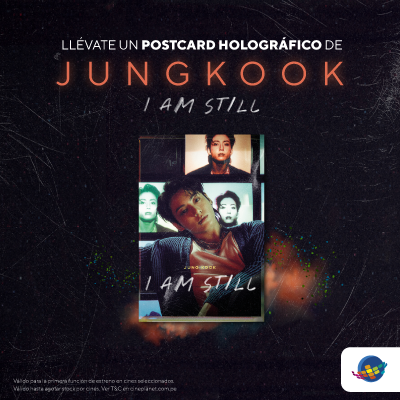 LLÉVATE UN POSTCARD HOLOGRÁFICO DE
JUNGKOOK
I AM STILL
JUNG KOOK
I AM STILL
Válido para la primera función de estreno en cines seleccionados.
Válido hasta agotar stock por cines. Ver T&C en cineplanet.com.pe